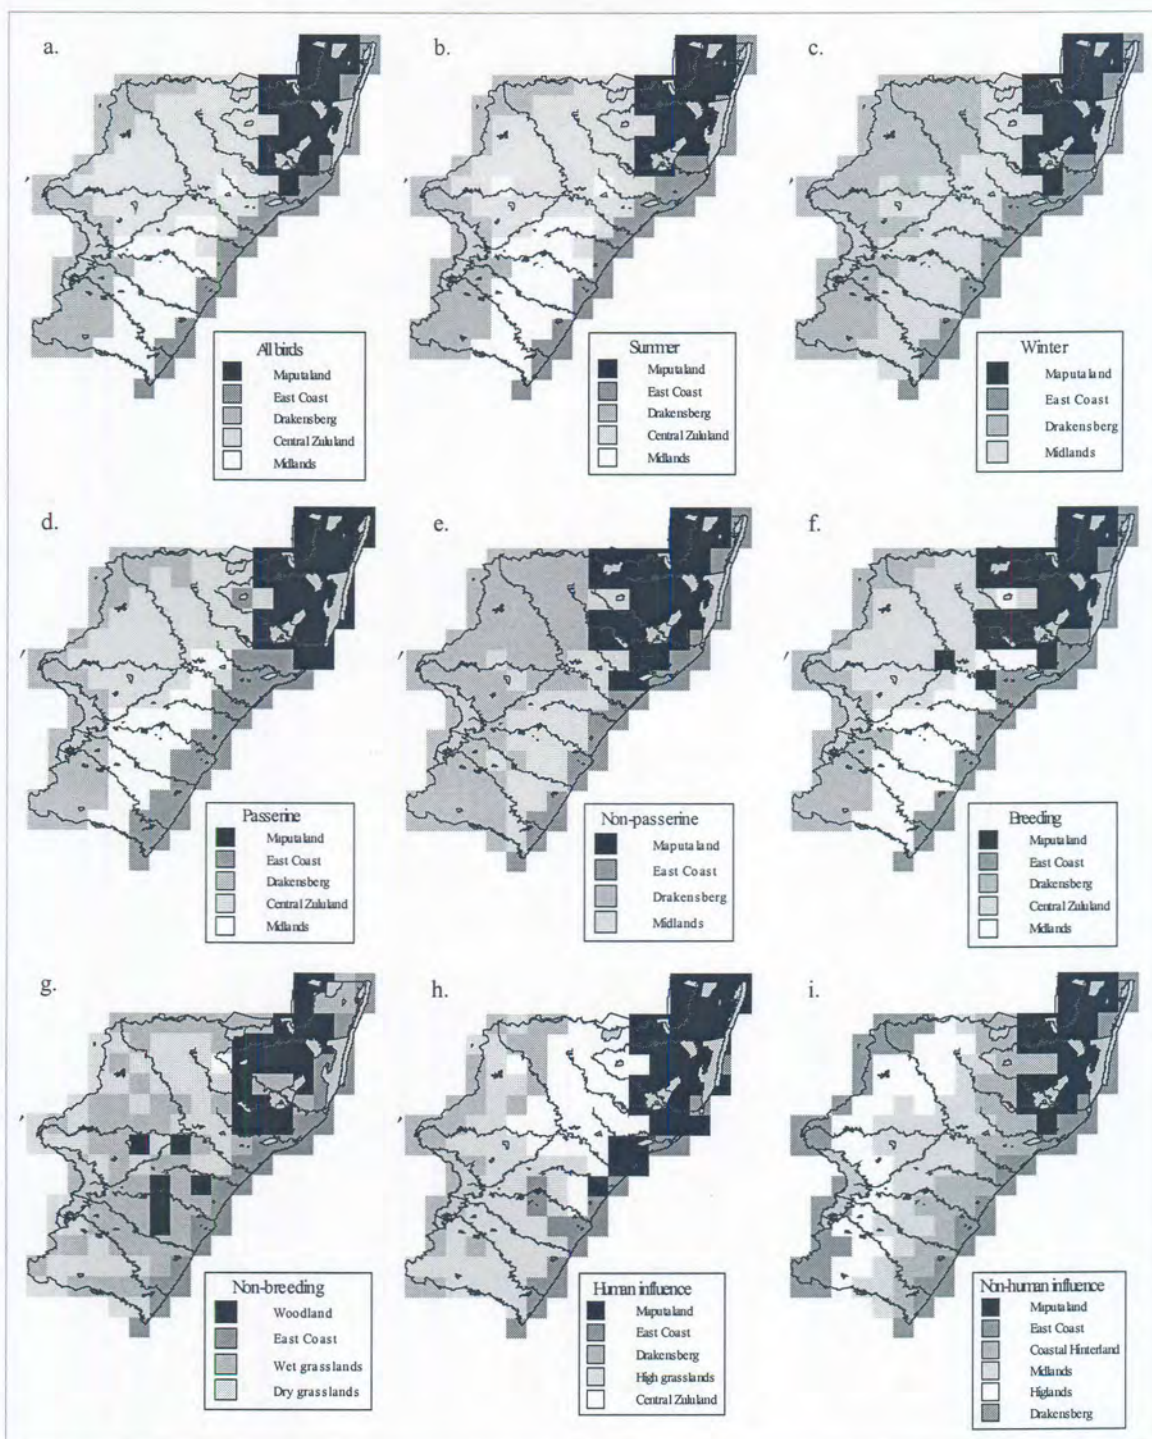 a.
b.
c.
All birds
Maputaland
East Coast
Drakensberg
Central Zululand
Midlands
Summer
Maputaland
East Coast
Drakensberg
Central Zululand
Midlands
Winter
Maputaland
East Coast
Drakensberg
Midlands
d.
e.
f.
Passerine
Maputaland
East Coast
Drakensberg
Central Zululand
Midlands
Non-passerine
Maputaland
East Coast
Drakensberg
Midlands
Breeding
Maputaland
East Coast
Drakensberg
Central Zululand
Midlands
g.
h.
i.
Non-breeding
Woodland
East Coast
Wet grasslands
Dry grasslands
Human influence
Maputaland
East Coast
Drakensberg
High grasslands
Central Zululand
Non-human influence
Maputaland
East Coast
Coastal Hinterland
Midlands
Higlands
Drakensberg